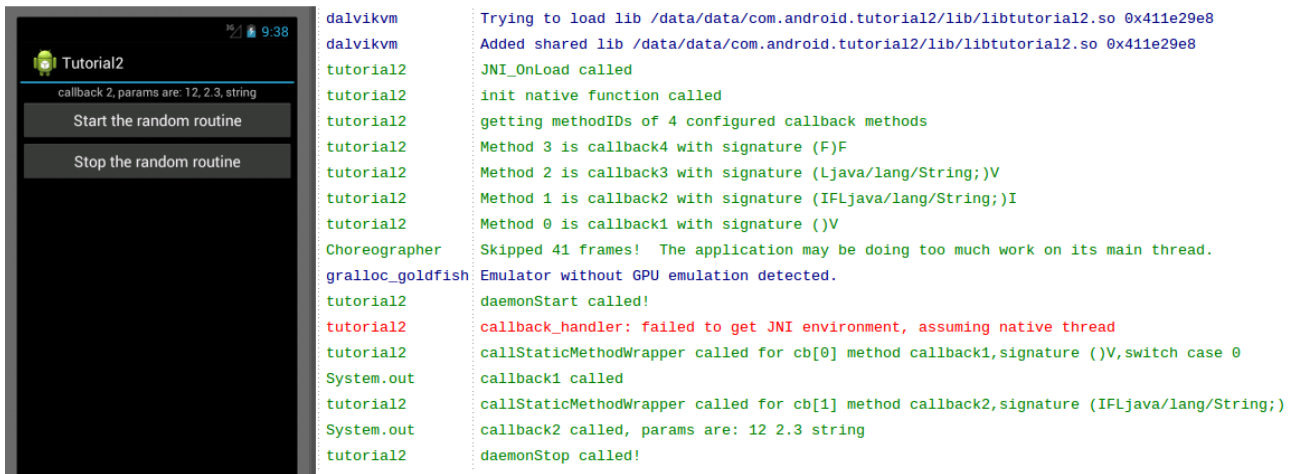 3G 9:38
Tutorial2
callback 2, params are: 12, 2.3, string
Start the random routine
Stop the random routine
dalvikvm Trying to load lib /data/data/com.android.tutorial2/lib/libtutorial2.so 0x411e29e8
dalvikvm Added shared lib /data/data/com.android.tutorial2/lib/libtutorial2.so 0x411e29e8
tutorial2 JNI_OnLoad called
tutorial2 init native function called
tutorial2 getting methodIDs of 4 configured callback methods
tutorial2 Method 3 is callback4 with signature (F)F
tutorial2 Method 2 is callback3 with signature (Ljava/lang/String;)V
tutorial2 Method 1 is callback2 with signature (IFLjava/lang/String;)I
tutorial2 Method 0 is callback1 with signature ()V
Choreographer Skipped 41 frames!  The application may be doing too much work on its main thread.
gralloc_goldfish Emulator without GPU emulation detected.
tutorial2 daemonStart called!
tutorial2 callback_handler: failed to get JNI environment, assuming native thread
tutorial2 callStaticMethodWrapper called for cb[0] method callback1,signature ()V,switch case 0
System.out callback1 called
tutorial2 callStaticMethodWrapper called for cb[1] method callback2,signature (IFLjava/lang/String;)
System.out callback2 called, params are: 12 2.3 string
tutorial2 daemonStop called!